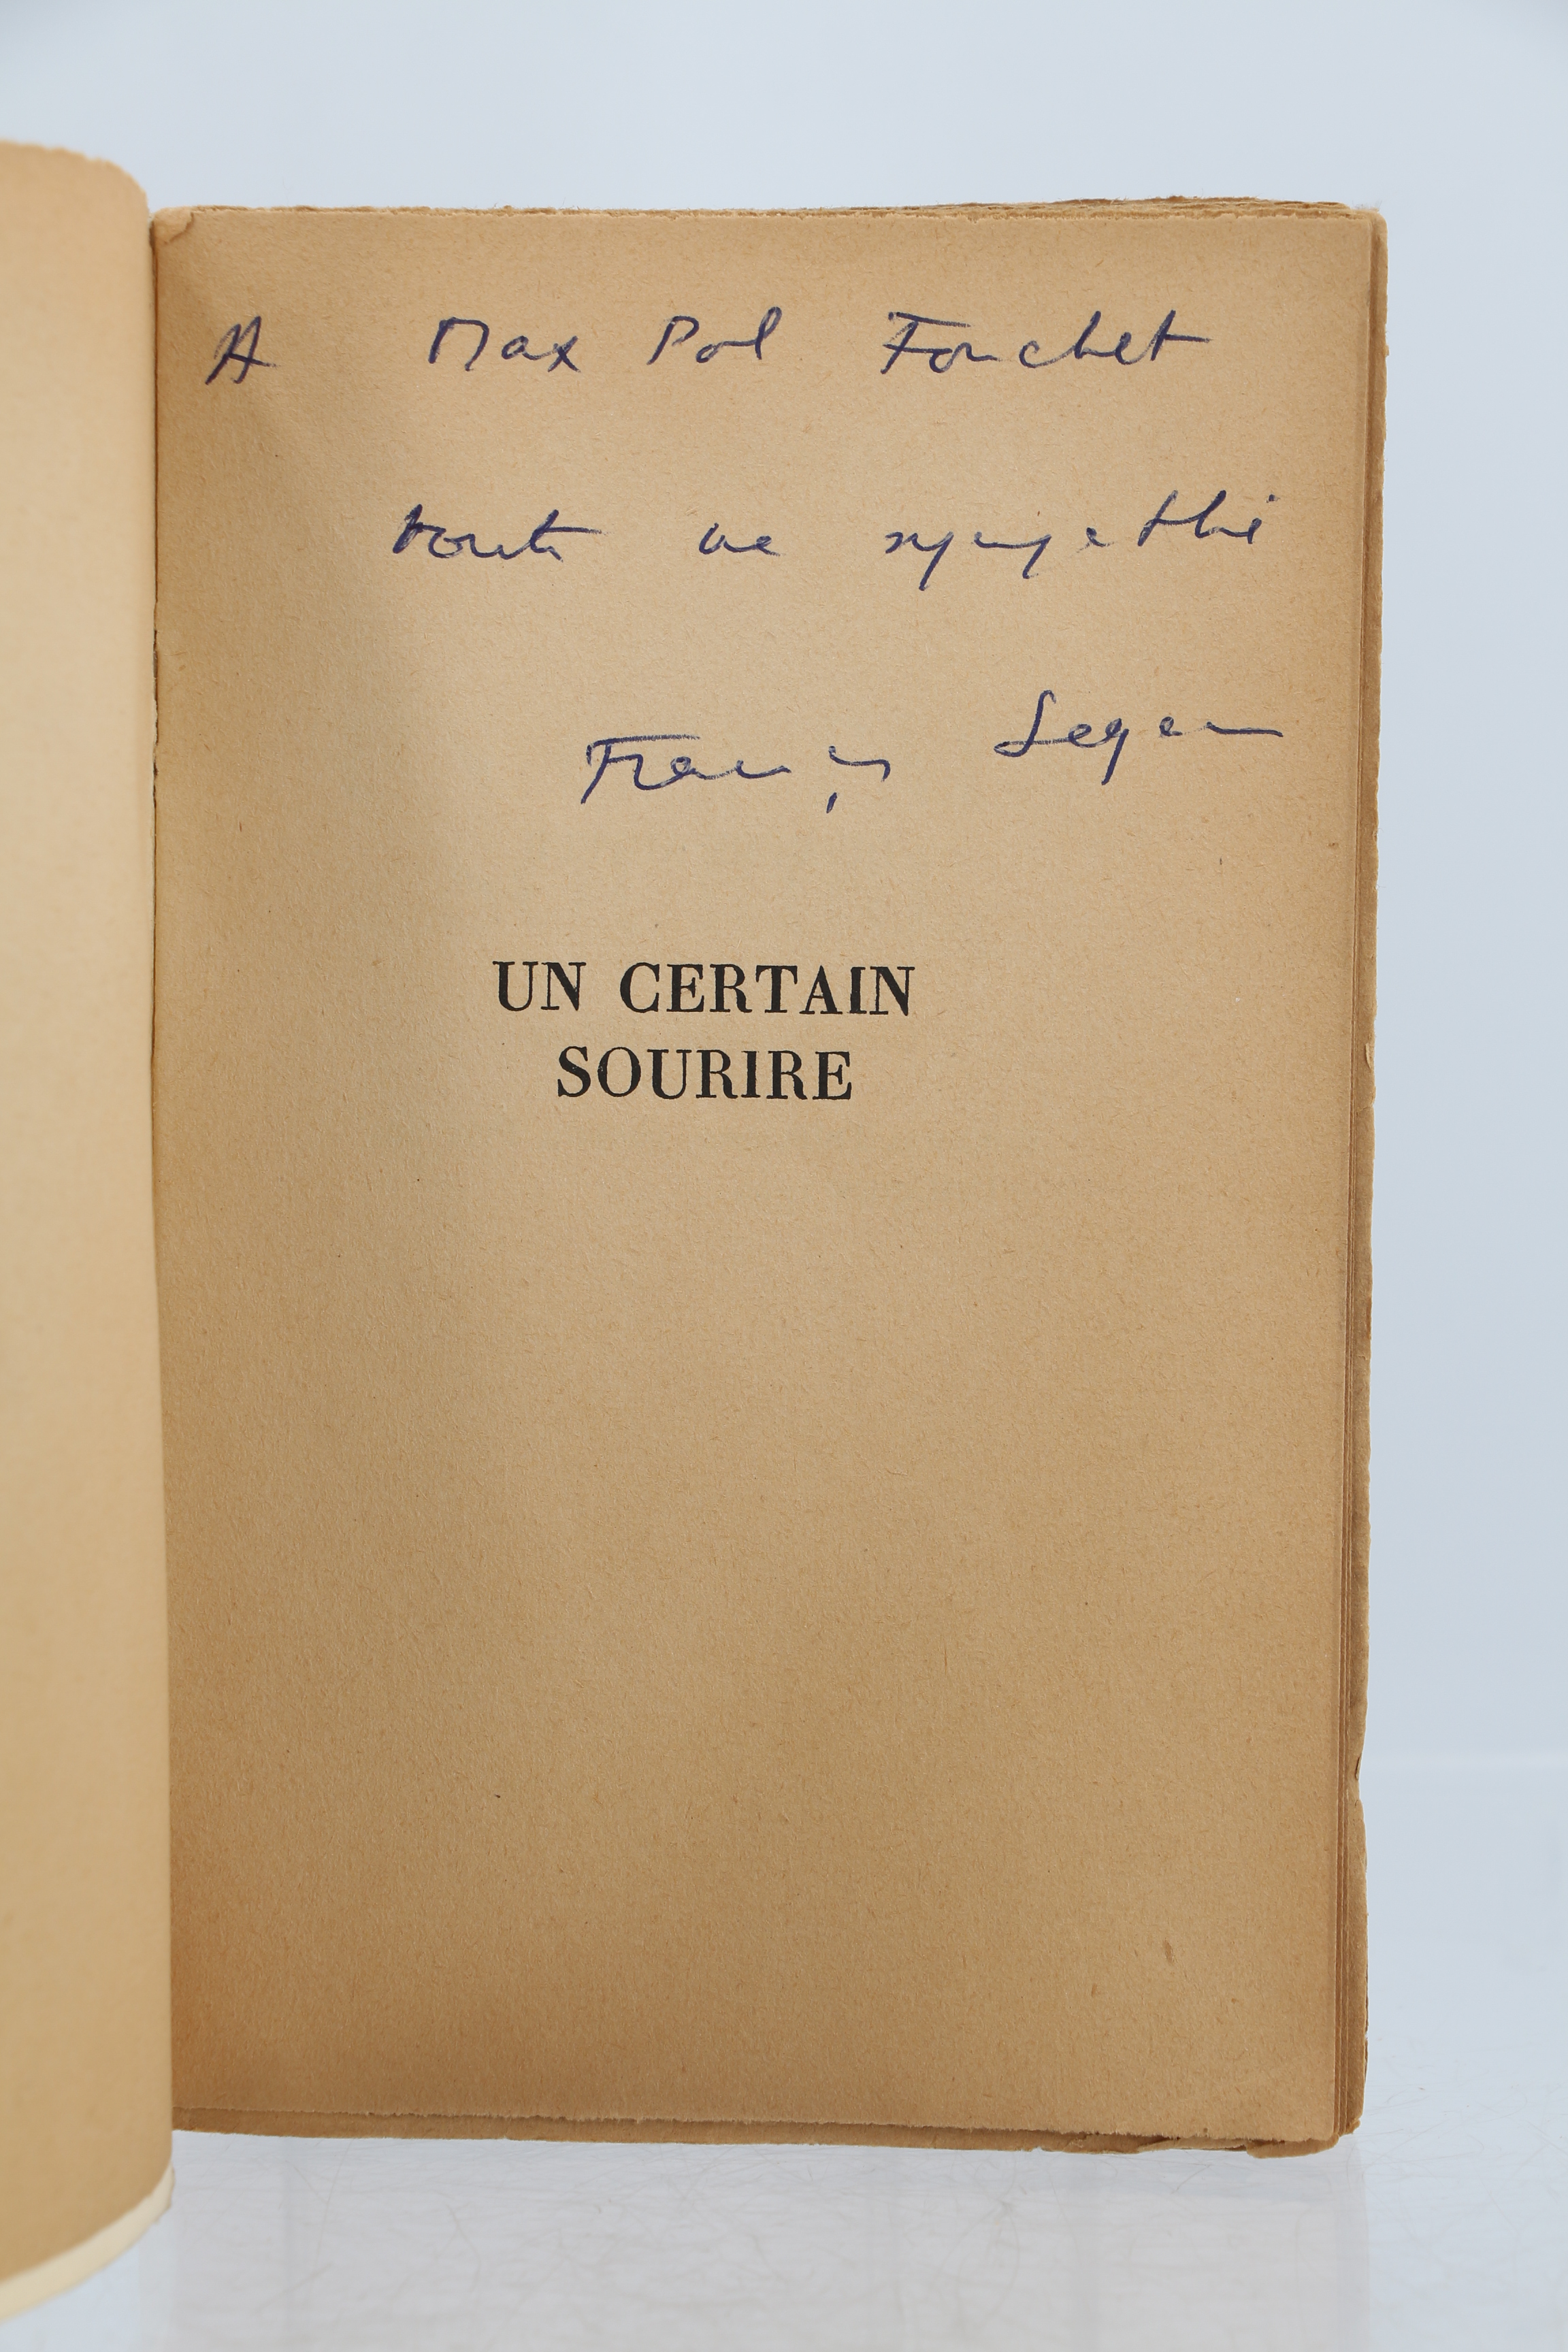 A Max Pol Fouchet
toute ma sympathie
Françoise Sagan
UN CERTAIN
SOURIRE